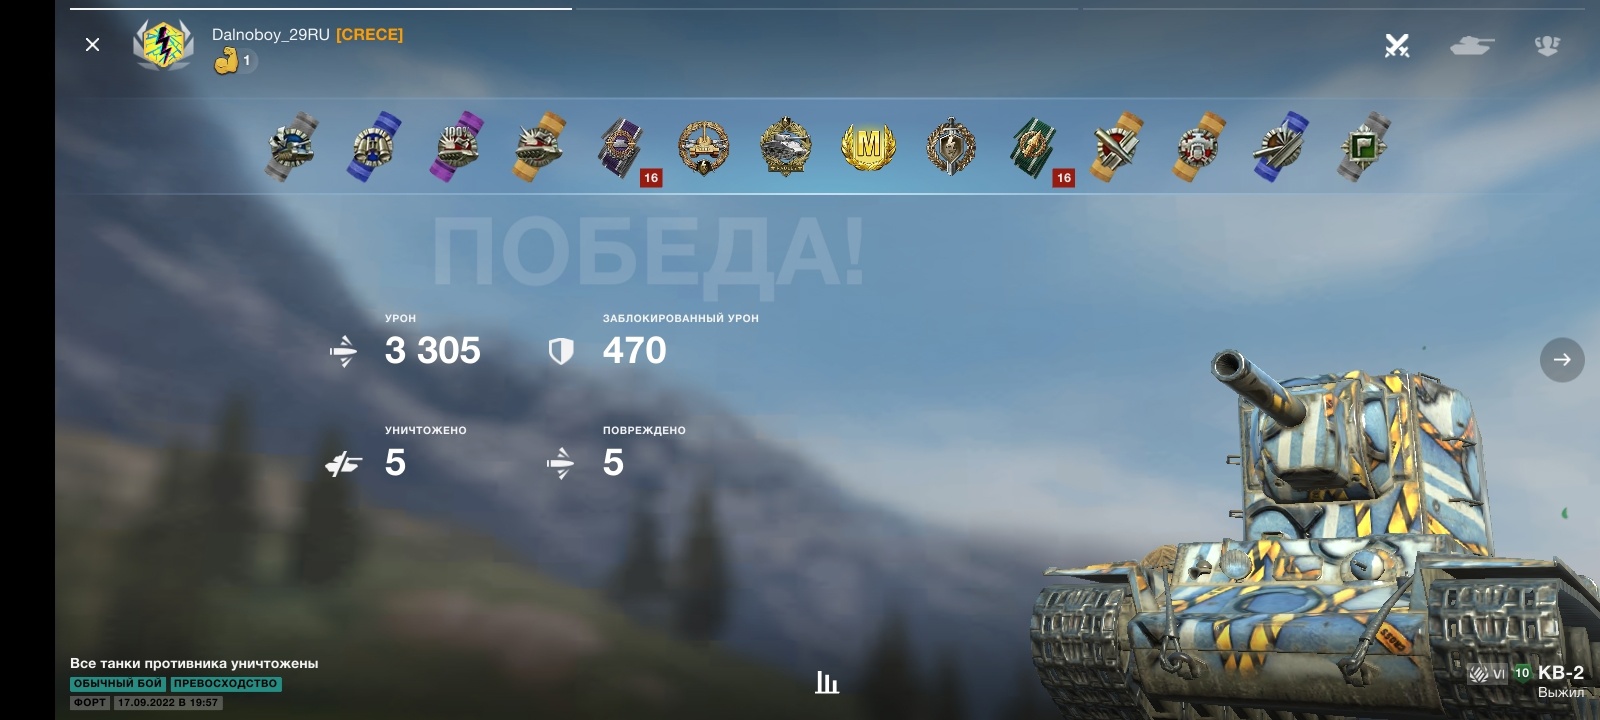 Dalnoboy_29RU [CRECE]
1
100%
16
M
16
ПОБЕДА!
УРОН
3 305
ЗАБЛОКИРОВАННЫЙ УРОН
470
УНИЧТОЖЕНО
5
ПОВРЕЖДЕНО
5
Все танки противника уничтожены
ОБЫЧНЫЙ БОЙ ПРЕВОСХОДСТВО
ФОРТ 17.09.2022 В 19:57
VI 10 КВ-2
Выжил